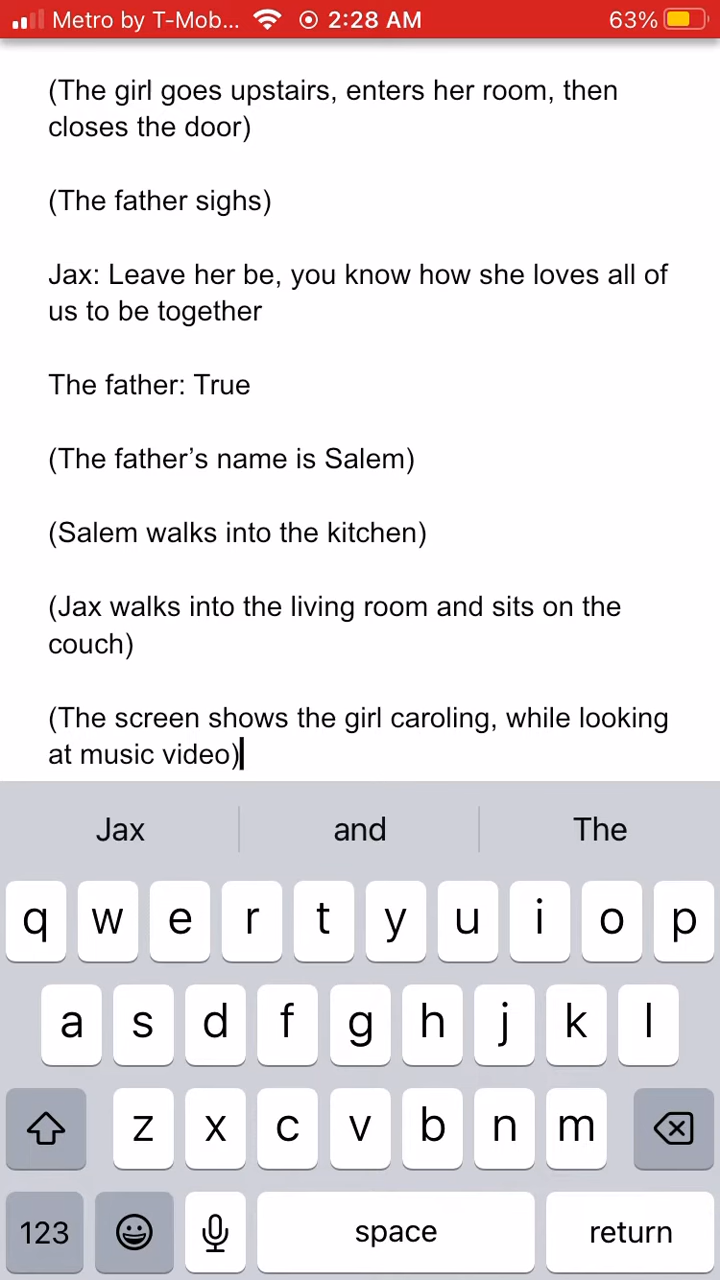 Metro by T-Mob... 2:28 AM 63%
(The girl goes upstairs, enters her room, then
closes the door)
(The father sighs)
Jax: Leave her be, you know how she loves all of
us to be together
The father: True
(The father’s name is Salem)
(Salem walks into the kitchen)
(Jax walks into the living room and sits on the
couch)
(The screen shows the girl caroling, while looking
at music video)
Jax and The
q w e r t y u i o p
a s d f g h j k l
z x c v b n m
123 space return